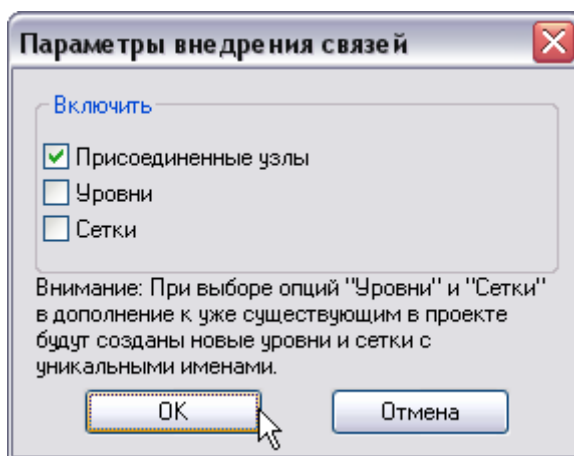 Параметры внедрения связей
Включить
Присоединенные узлы
Уровни
Сетки
Внимание: При выборе опций "Уровни" и "Сетки"
в дополнение к уже существующим в проекте
будут созданы новые уровни и сетки с
уникальными именами.
ОК
Отмена